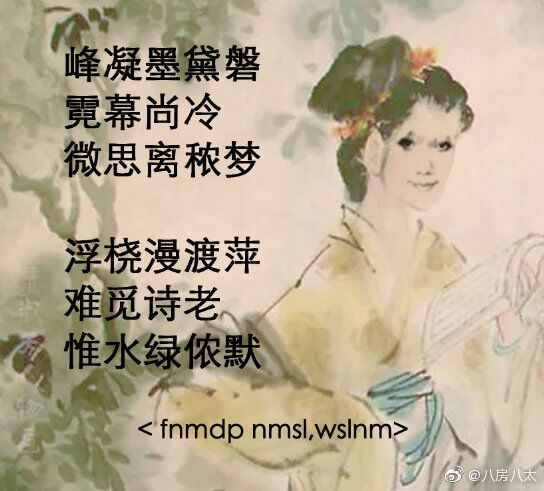 峰凝墨黛磐
霓幕尚冷
微思离秾梦
浮桡漫渡萍
难觅诗老
惟水绿侬默
<fnmdp nmsl,wslnm>
@八房八太